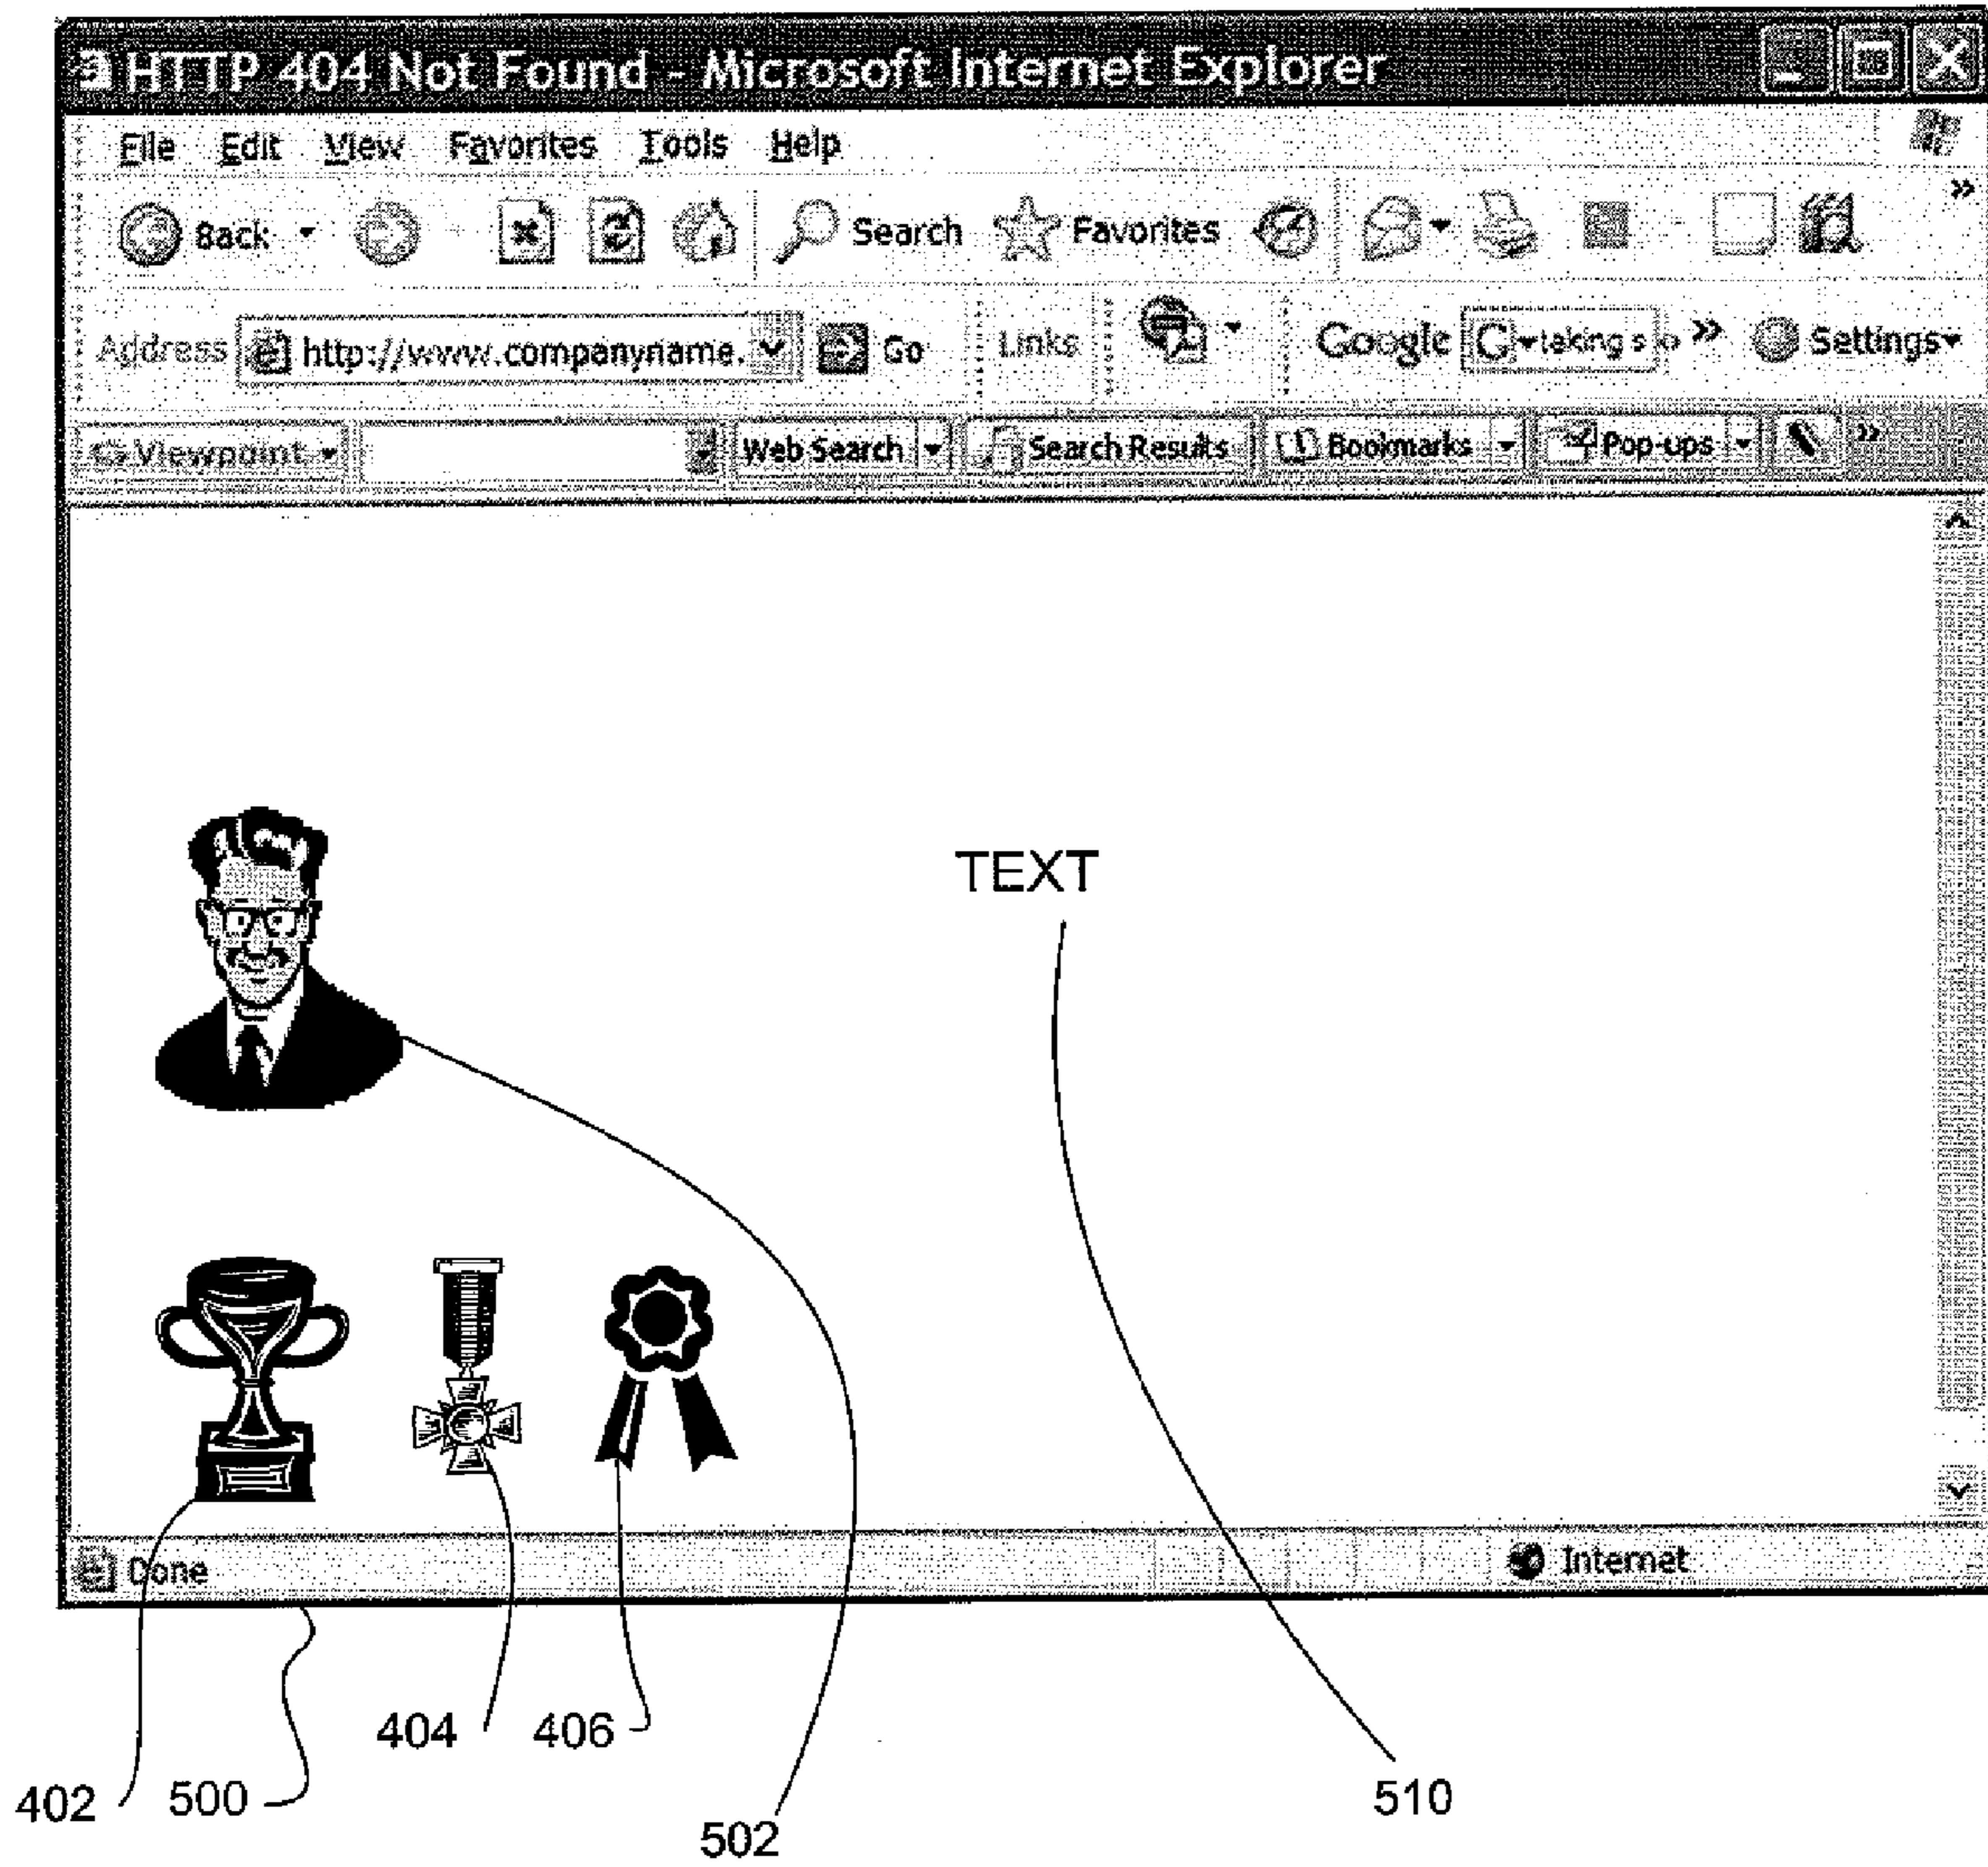 HTTP 404 Not Found - Microsoft Internet Explorer
File Edit View Favorites Tools Help
Back Search Favorites
Address http://www.companyname. Go Links Google taking s Settings
Viewpoint Web Search Search Results Bookmarks Pop-ups
TEXT
Done Internet
404 406
402 500 510
502